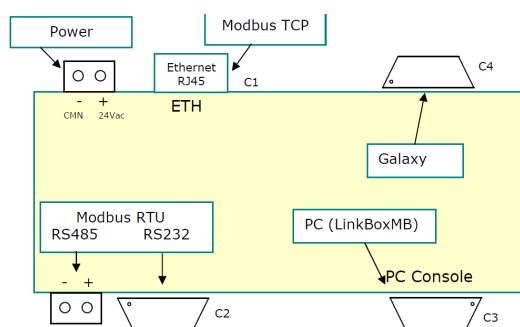 Power
Modbus TCP
Ethernet
RJ45
C1
C4
- +
CMN 24Vac
ETH
Galaxy
Modbus RTU
RS485 RS232
PC (LinkBoxMB)
- +
PC Console
C2
C3